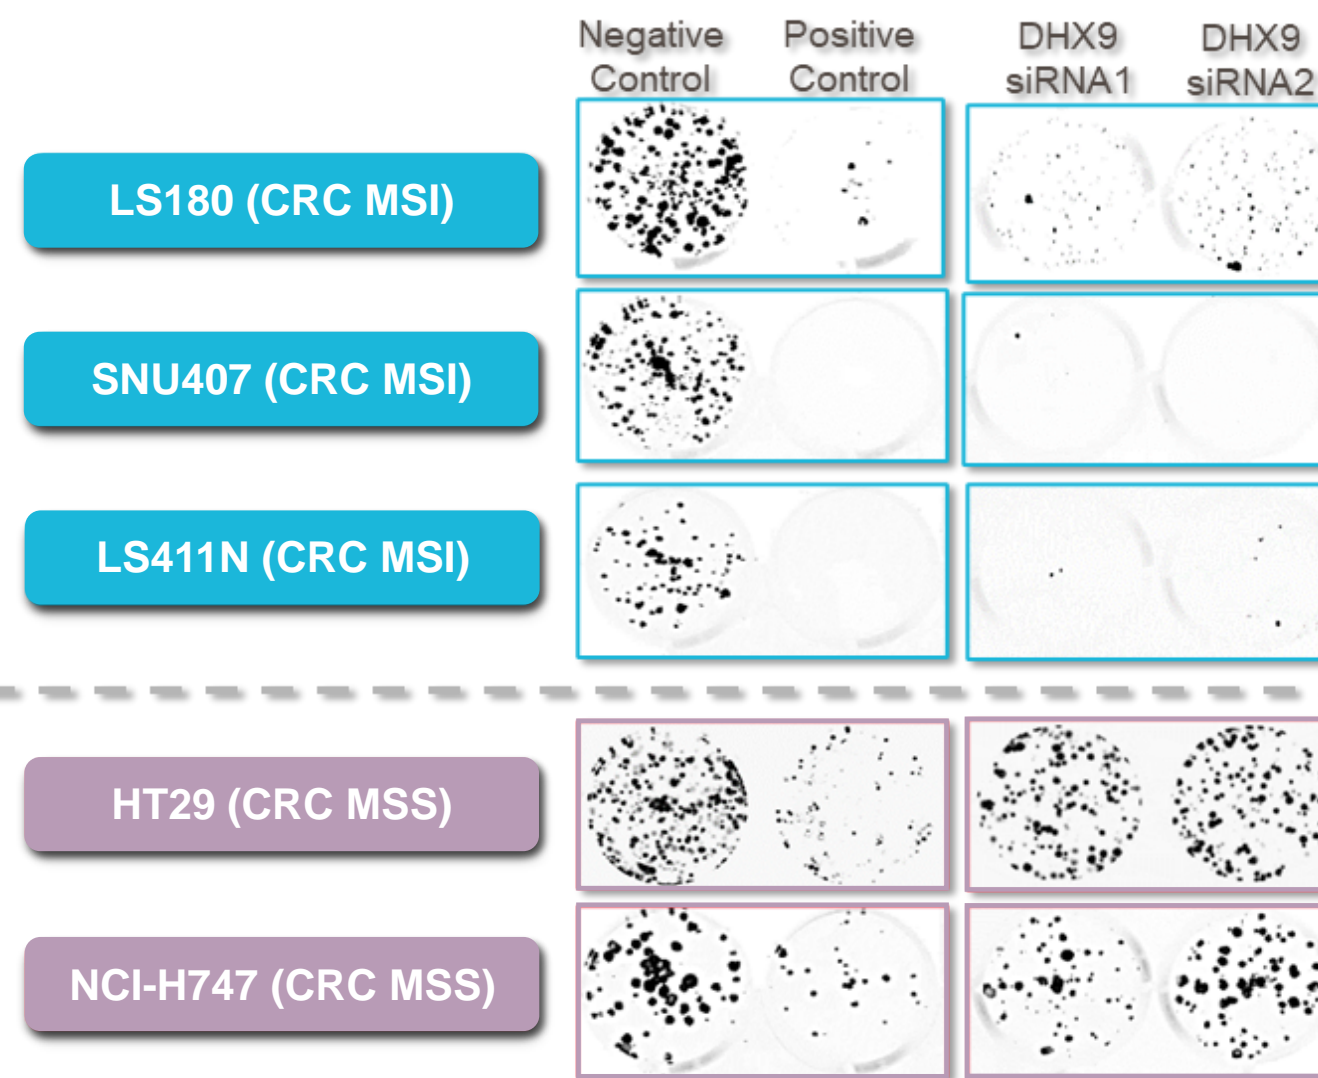 Negative Control
Positive Control
DHX9 siRNA1
DHX9 siRNA2
LS180 (CRC MSI)
SNU407 (CRC MSI)
LS411N (CRC MSI)
HT29 (CRC MSS)
NCI-H747 (CRC MSS)